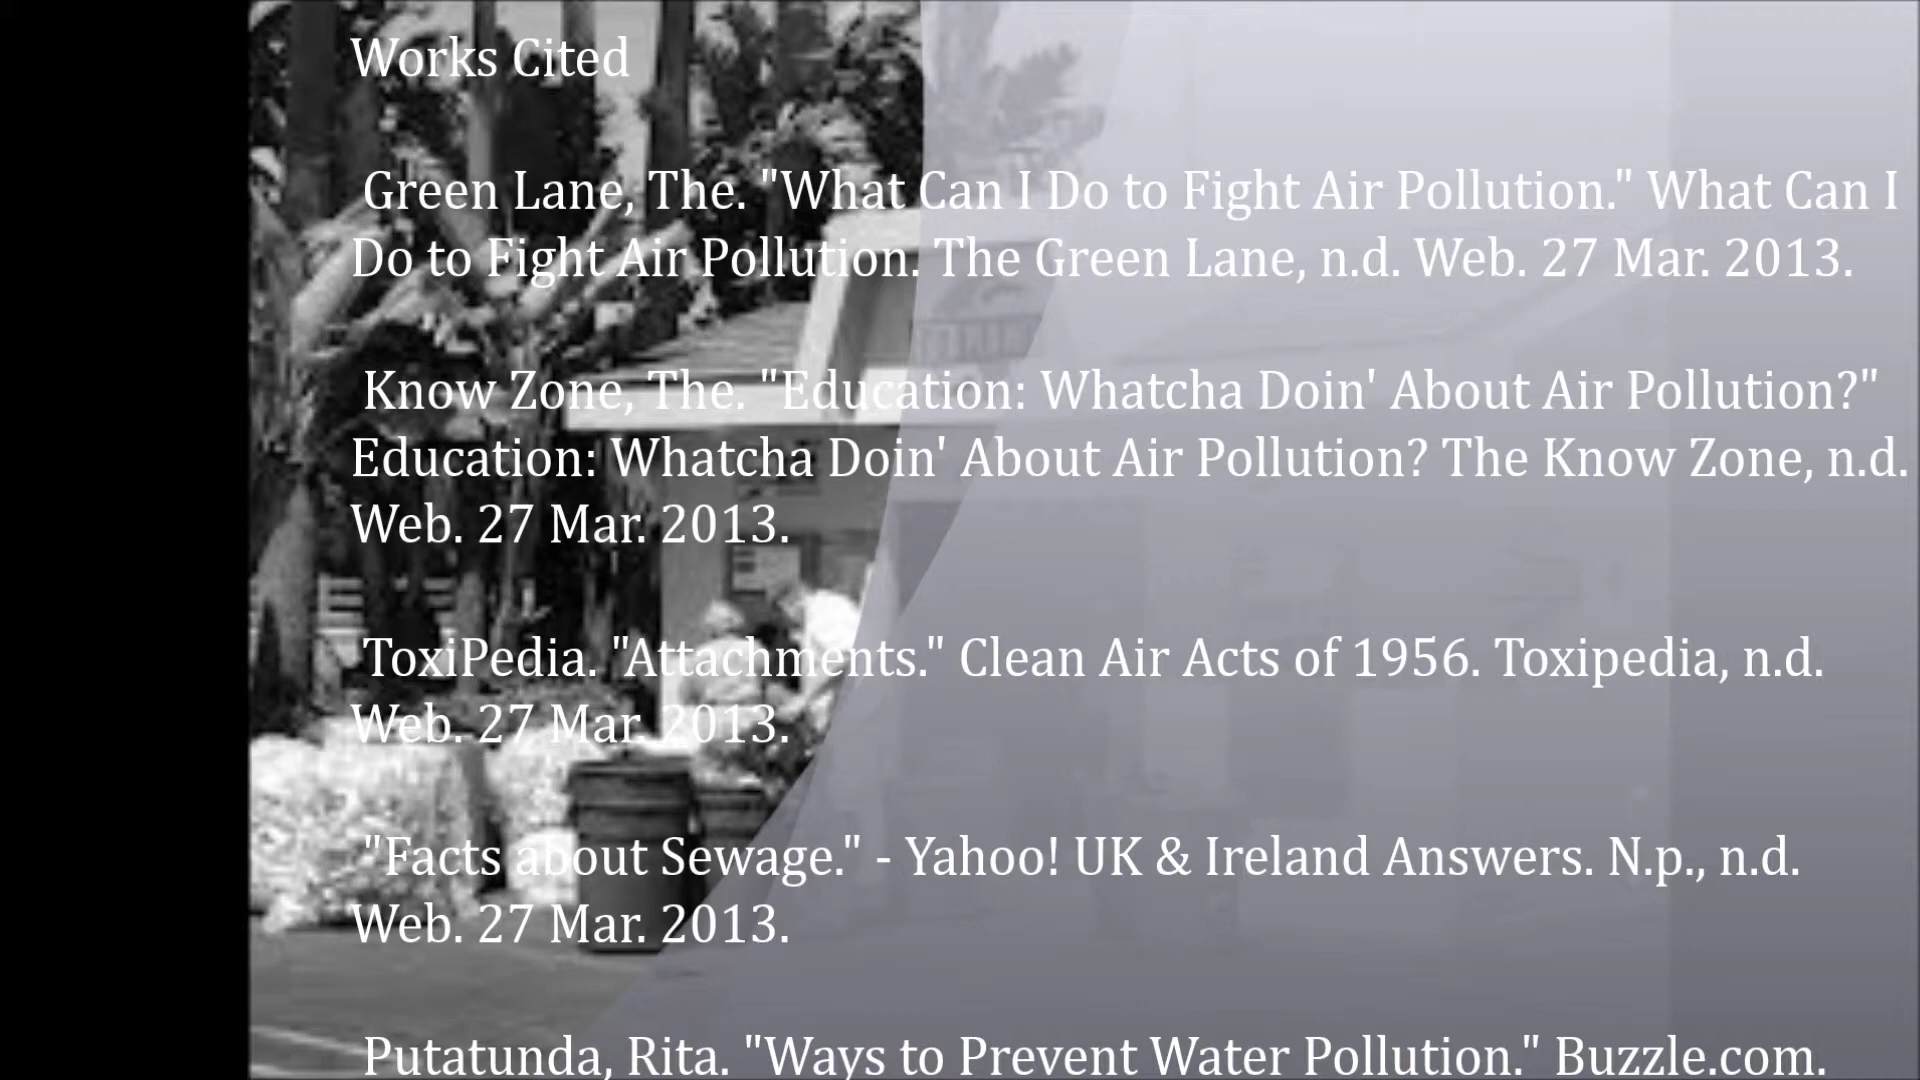 Works Cited
Green Lane, The. "What Can I Do to Fight Air Pollution." What Can I
Do to Fight Air Pollution. The Green Lane, n.d. Web. 27 Mar. 2013.
Know Zone, The. "Education: Whatcha Doin' About Air Pollution?"
Education: Whatcha Doin' About Air Pollution? The Know Zone, n.d.
Web. 27 Mar. 2013.
ToxiPedia. "Attachments." Clean Air Acts of 1956. Toxipedia, n.d.
Web. 27 Mar. 2013.
"Facts about Sewage." - Yahoo! UK & Ireland Answers. N.p., n.d.
Web. 27 Mar. 2013.
Putatunda, Rita. "Ways to Prevent Water Pollution." Buzzle.com.